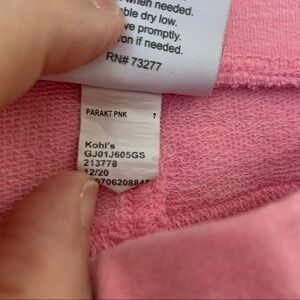 when needed.
ble dry low.
ve promptly.
on if needed.
RN# 73277
PARAKT PNK 7
Kohl's
GJ01J605GS
213778
12/20